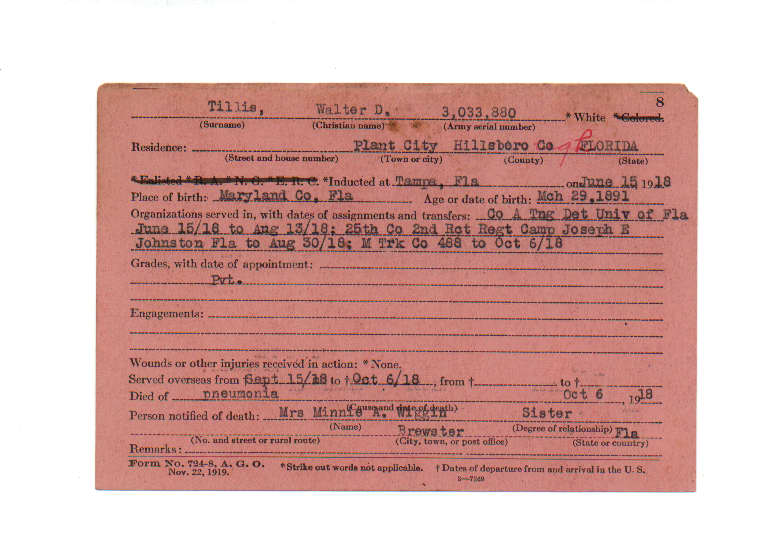 8
Tillis, Walter D. 3,033,880 * White *Colored.
(Surname) (Christian name) (Army serial number)
Residence: Plant City Hillsboro Co FLORIDA
(Street and house number) (Town or city) (County) (State)
*Enlisted *R. A. *N. G. *E. R. C. *Inducted at Tampa, Fla on June 15 1918
Place of birth: Maryland Co, Fla Age or date of birth: Mch 29,1891
Organizations served in, with dates of assignments and transfers: Co A Tng Det Univ of Fla
June 15/18 to Aug 13/18; 25th Co 2nd Rct Regt Camp Joseph E
Johnston Fla to Aug 30/18; M Trk Co 488 to Oct 6/18
Grades, with date of appointment:
Pvt.
Engagements:
Wounds or other injuries received in action: * None.
Served overseas from † Sept 15/18 to † Oct 6/18, from † to †
Died of pneumonia Oct 6, 1918
(Cause and date of death)
Person notified of death: Mrs Minnie A. Wiggin Sister
(Name) (Degree of relationship)
Brewster Fla
(No. and street or rural route) (City, town, or post office) (State or country)
Remarks:
Form No. 724-8, A. G. O. *Strike out words not applicable. † Dates of departure from and arrival in the U. S.
Nov. 22, 1919. 3—7249